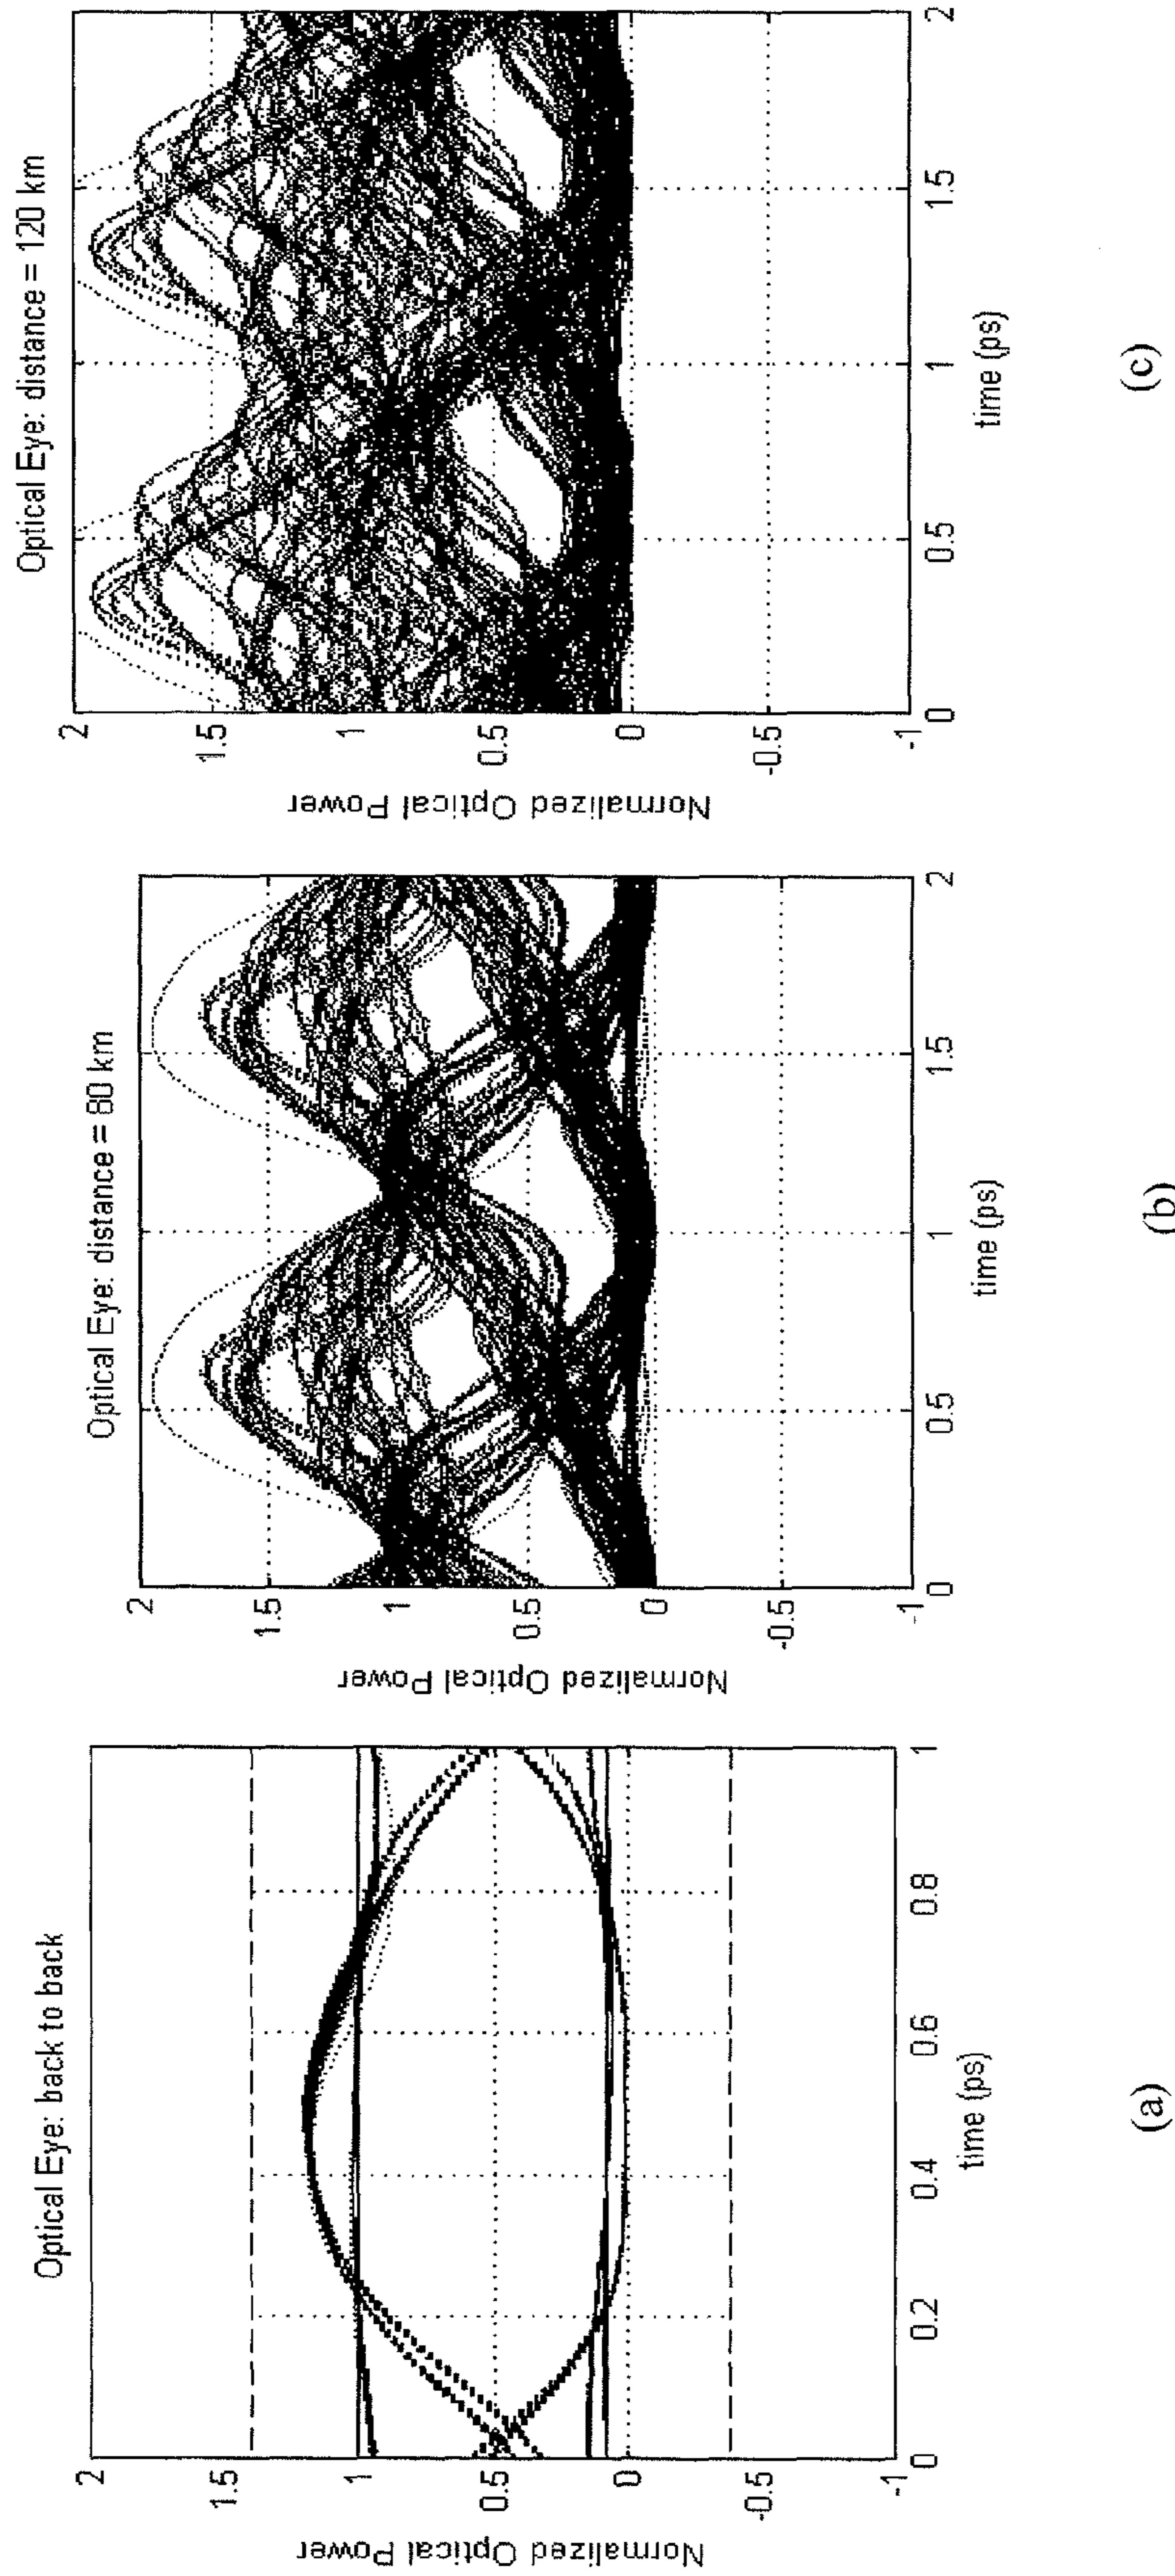 Optical Eye: back to back
2
1.5
1
0.5
0
-0.5
-1
Normalized Optical Power
0 0.2 0.4 0.6 0.8 1
time (ps)
(a)
Optical Eye: distance = 80 km
2
1.5
1
0.5
0
-0.5
-1
Normalized Optical Power
0 0.5 1 1.5 2
time (ps)
(b)
Optical Eye: distance = 120 km
2
1.5
1
0.5
0
-0.5
-1
Normalized Optical Power
0 0.5 1 1.5 2
time (ps)
(c)